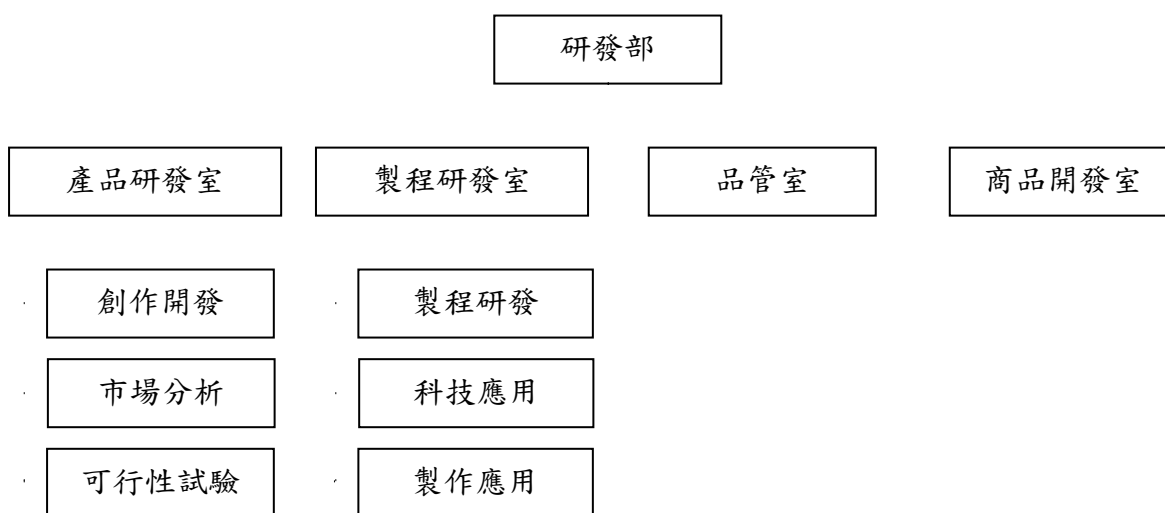 研發部
產品研發室
製程研發室
品管室
商品開發室
創作開發
製程研發
市場分析
科技應用
可行性試驗
製作應用